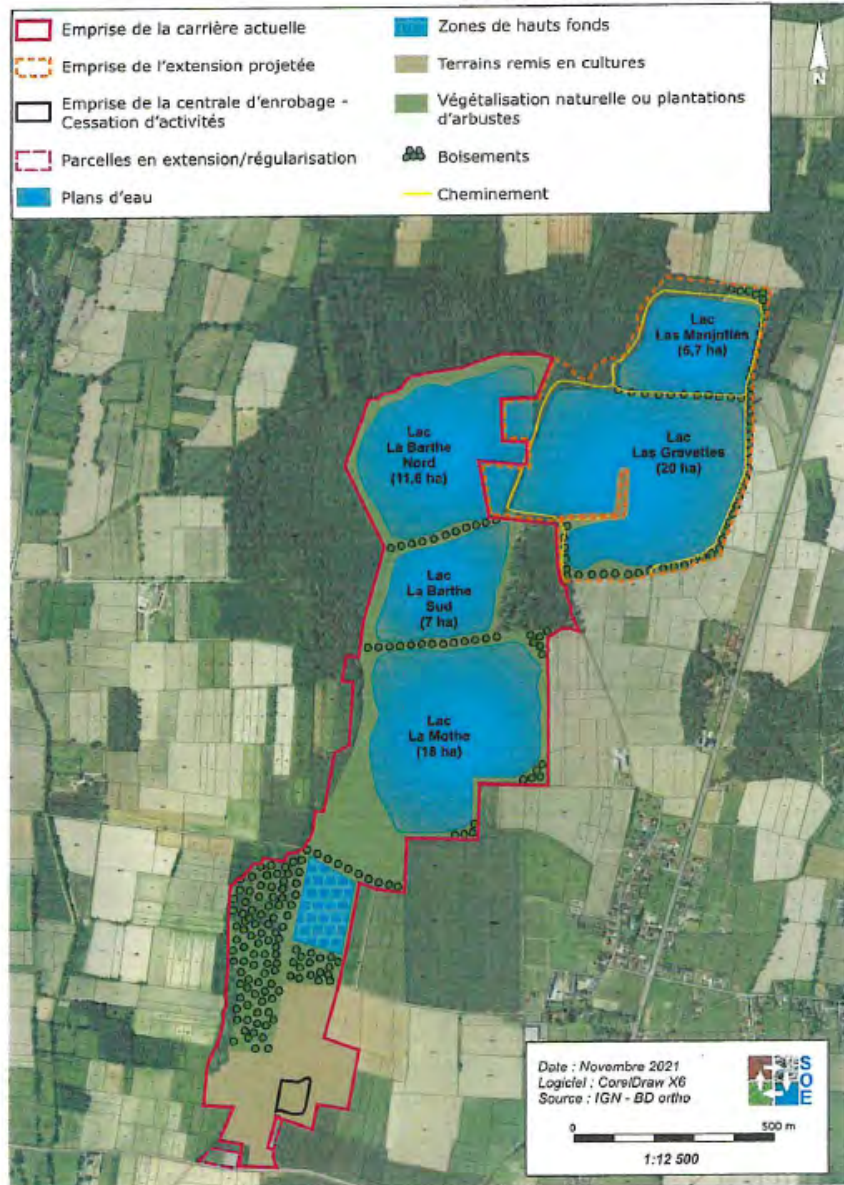 Emprise de la carrière actuelle
Emprise de l'extension projetée
Emprise de la centrale d'enrobage -
Cessation d'activités
Parcelles en extension/régularisation
Plans d'eau
Zones de hauts fonds
Terrains remis en cultures
Végétalisation naturelle ou plantations
d'arbustes
Boisements
Cheminement
N
Lac
Las Manjotles
Lac
La Barthe
Nord
(11,6 ha)
Lac
Las Gravettes
(20 ha)
Lac
La Barthe
Sud
(7 ha)
Lac
La Mothe
(18 ha)
Date : Novembre 2021
Logiciel : CorelDraw X6
Source : IGN - BD ortho
SOE
0 500 m
1:12 500